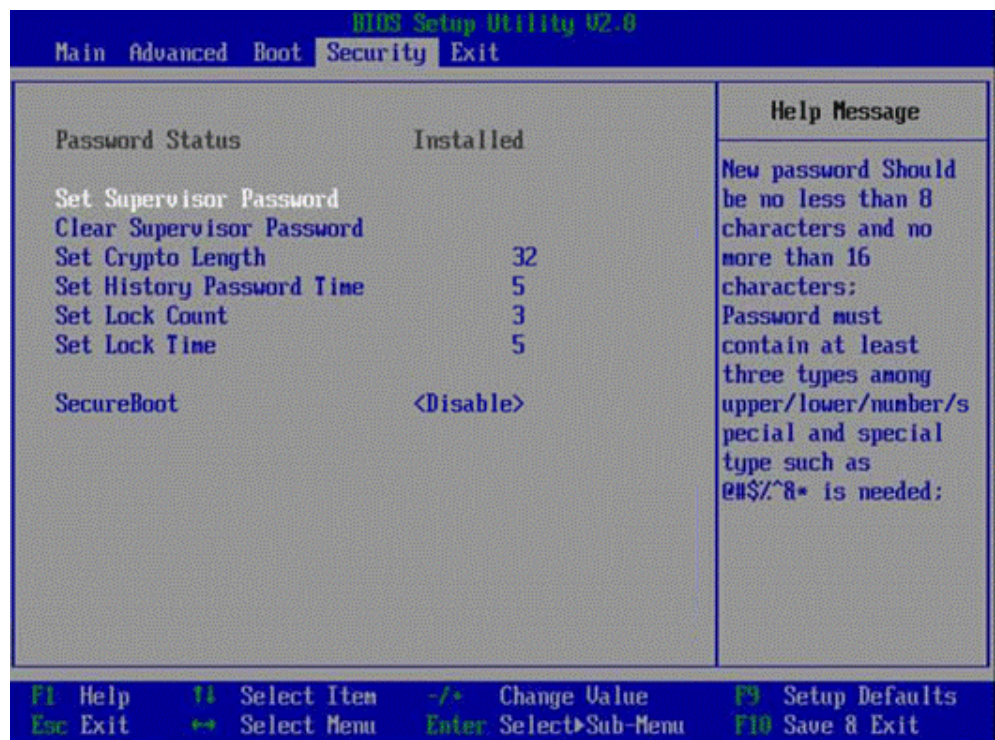 BIOS Setup Utility V2.0
Main Advanced Boot Security Exit
Password Status Installed
Set Supervisor Password
Clear Supervisor Password
Set Crypto Length 32
Set History Password Time 5
Set Lock Count 3
Set Lock Time 5
SecureBoot <Disable>
Help Message
New password Should
be no less than 8
characters and no
more than 16
characters;
Password must
contain at least
three types among
upper/lower/number/s
pecial and special
type such as
@#$%^&* is needed;
F1 Help ↑↓ Select Item -/+ Change Value F9 Setup Defaults
Esc Exit ↔ Select Menu Enter Select▶Sub-Menu F10 Save & Exit